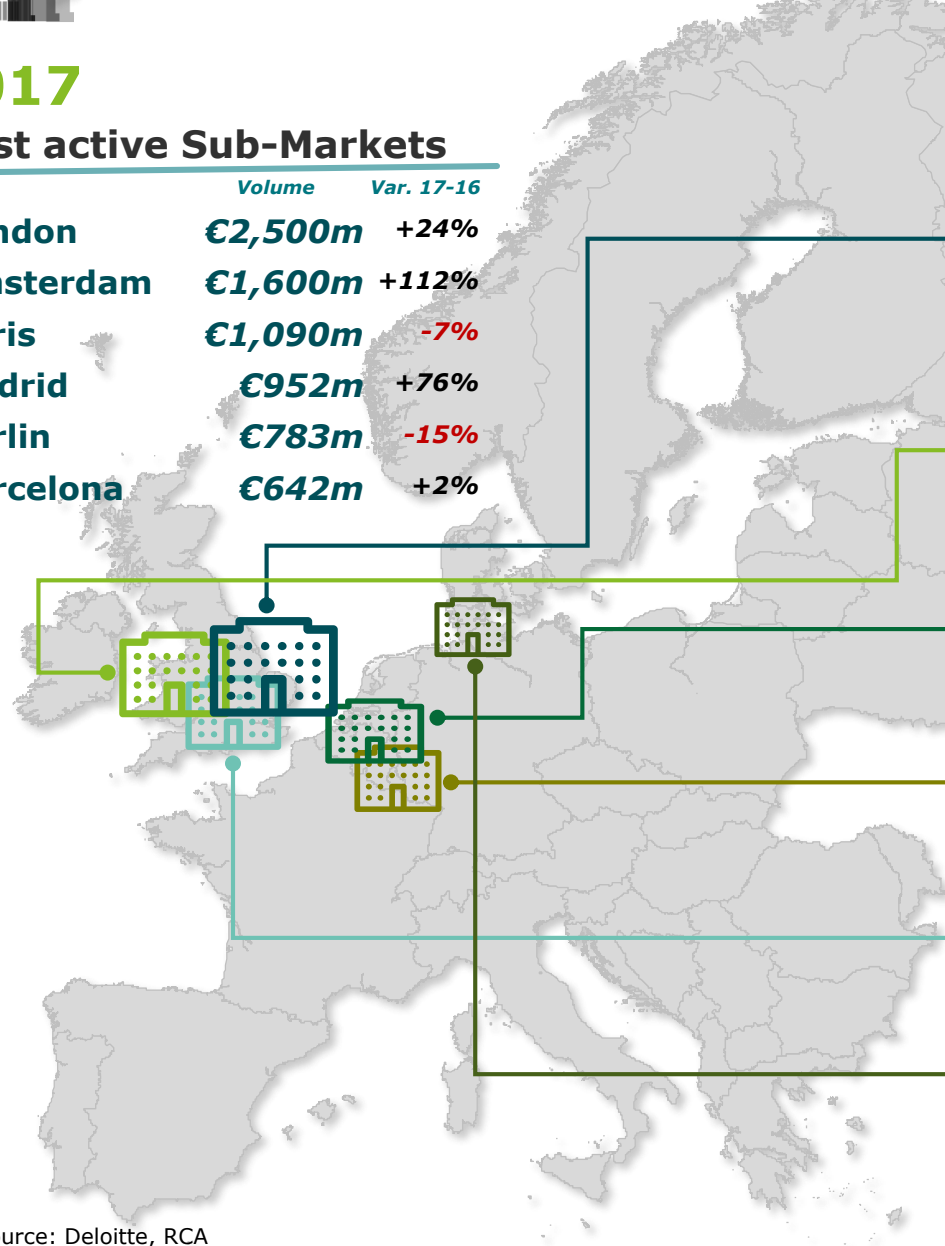 017
st active Sub-Markets
Volume Var. 17-16
ndon €2,500m +24%
msterdam €1,600m +112%
ris €1,090m -7%
drid €952m +76%
rlin €783m -15%
rcelona €642m +2%
urce: Deloitte, RCA